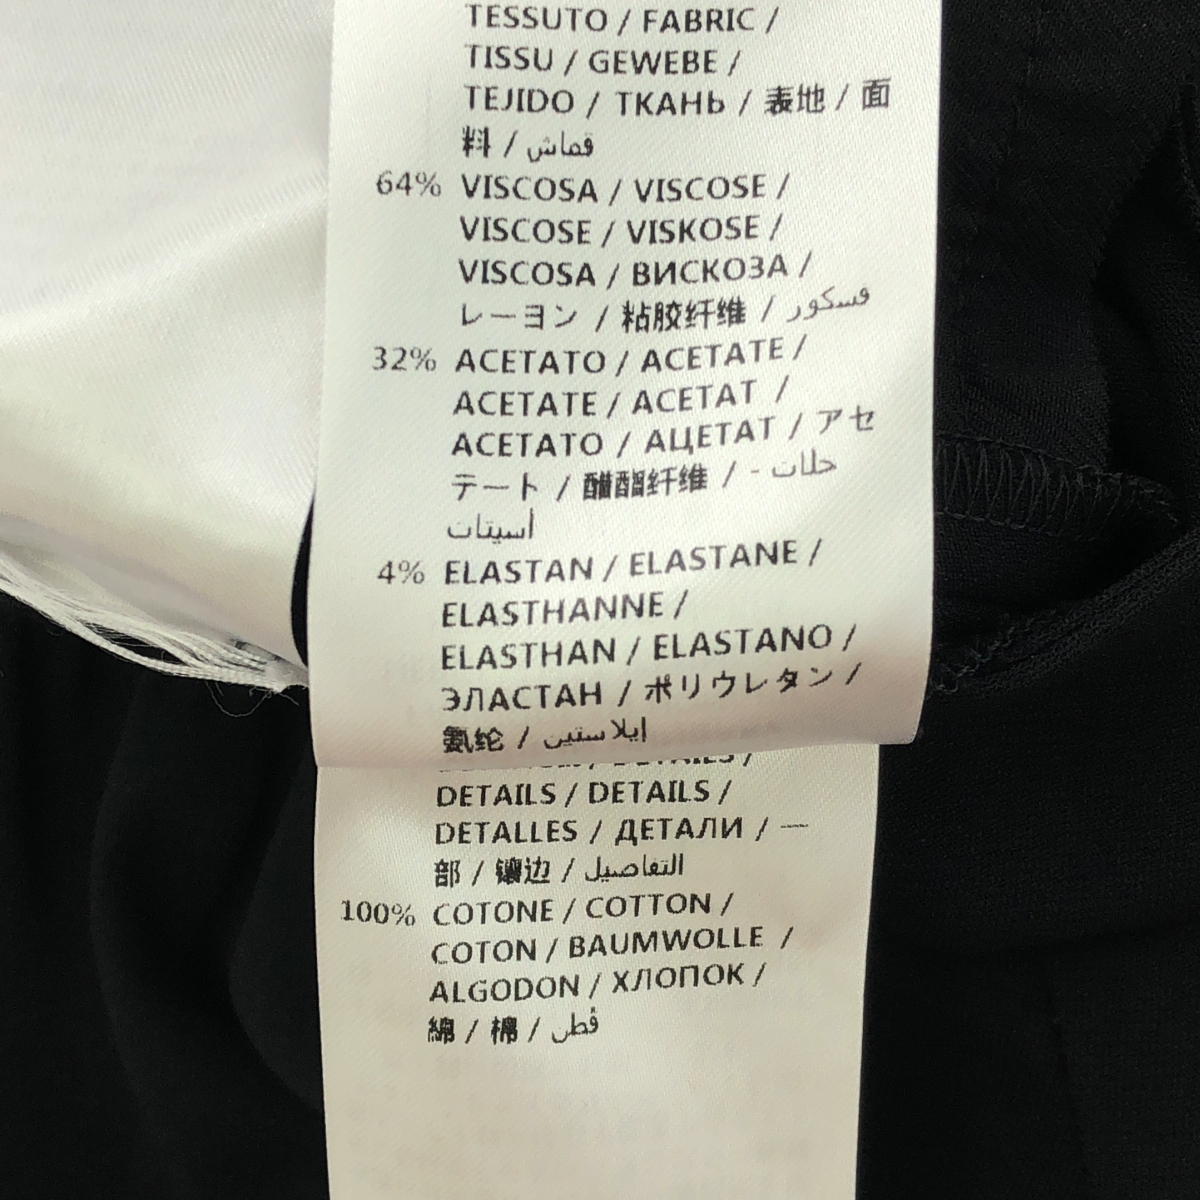 TESSUTO / FABRIC /
TISSU / GEWEBE /
TEJIDO / ТКАНЬ / 表地 / 面
料 / قماش
64% VISCOSA / VISCOSE /
VISCOSE / VISKOSE /
VISCOSA / ВИСКОЗА /
レーヨン / 粘胶纤维 / فسكور
32% ACETATO / ACETATE /
ACETATE / ACETAT /
ACETATO / АЦЕТАТ / アセ
テート / 醋酯纤维 / - خلات
أسيتات
4% ELASTAN / ELASTANE /
ELASTHANNE /
ELASTHAN / ELASTANO /
ЭЛАСТАН / ポリウレタン /
氨纶 / إيلاستين
DETAILS / DETAILS /
DETALLES / ДЕТАЛИ / 一
部 / 镶边 / التفاصيل
100% COTONE / COTTON /
COTON / BAUMWOLLE /
ALGODON / ХЛОПОК /
綿 / 棉 / قطن